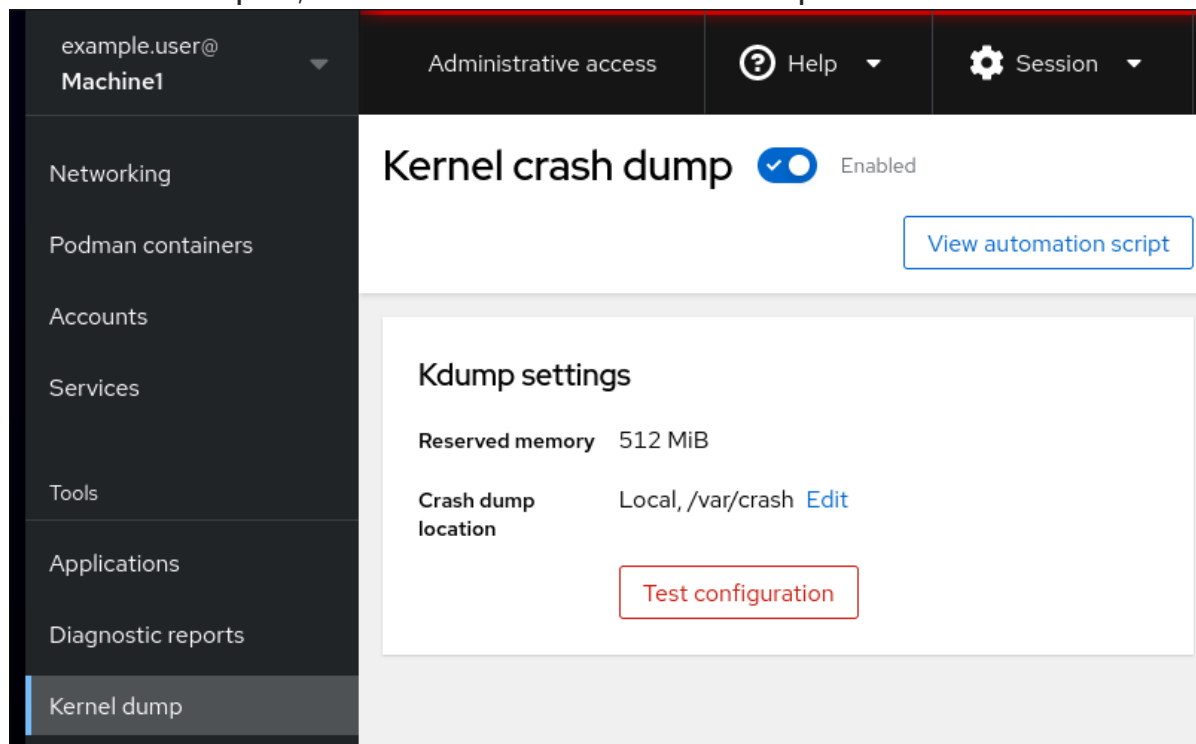 example.user@
Machine1
Administrative access
Help
Session
Networking
Podman containers
Accounts
Services
Tools
Applications
Diagnostic reports
Kernel dump
Kernel crash dump
Enabled
View automation script
Kdump settings
Reserved memory 512 MiB
Crash dump location Local, /var/crash Edit
Test configuration